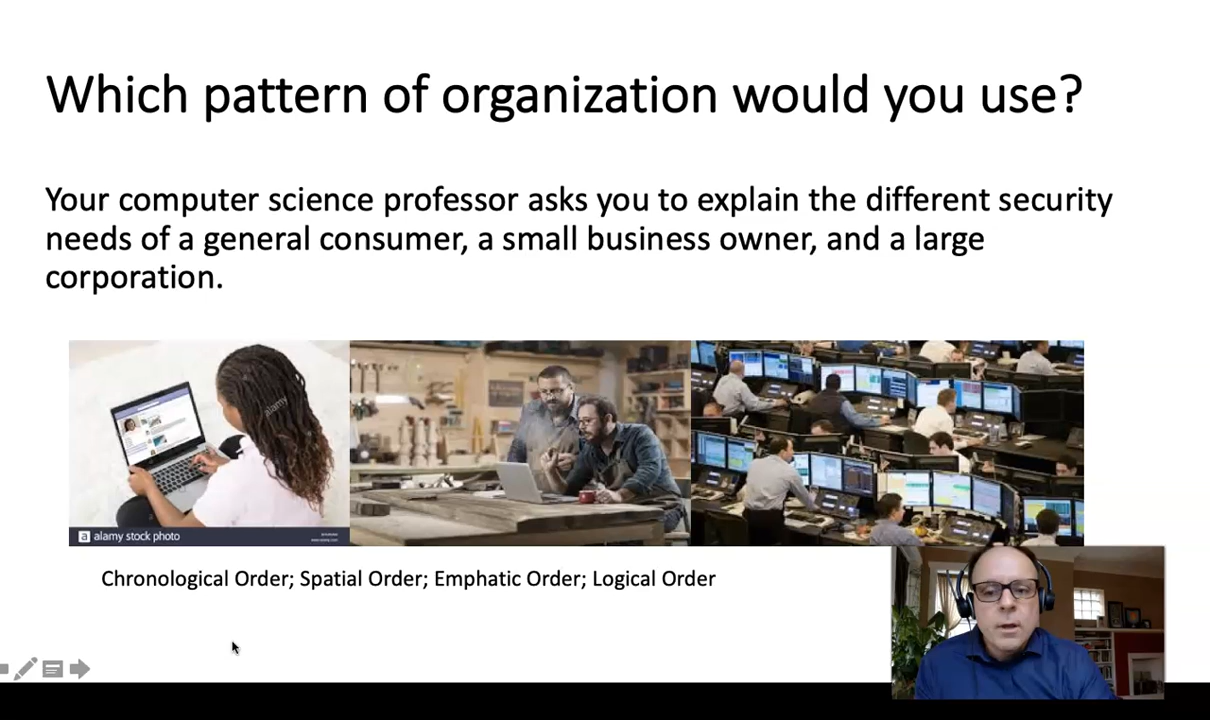 Which pattern of organization would you use?
Your computer science professor asks you to explain the different security
needs of a general consumer, a small business owner, and a large
corporation.
alamy
a alamy stock photo
Chronological Order; Spatial Order; Emphatic Order; Logical Order